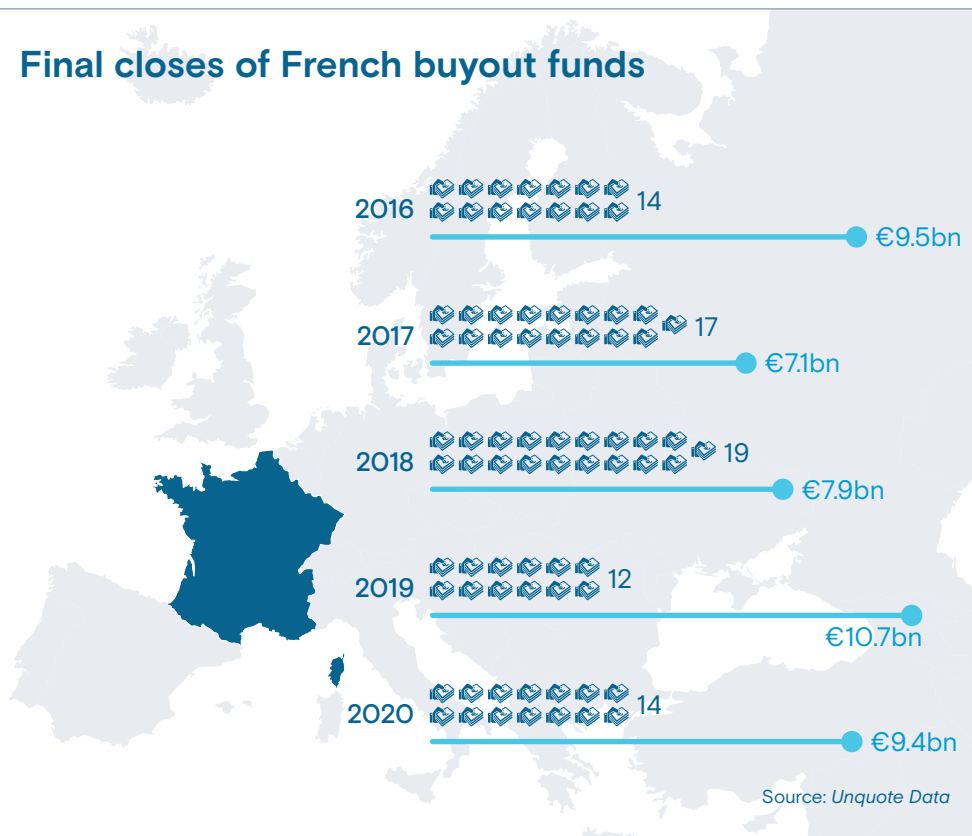 Final closes of French buyout funds
2016
14
€9.5bn
2017
17
€7.1bn
2018
19
€7.9bn
2019
12
€10.7bn
2020
14
€9.4bn
Source: Unquote Data